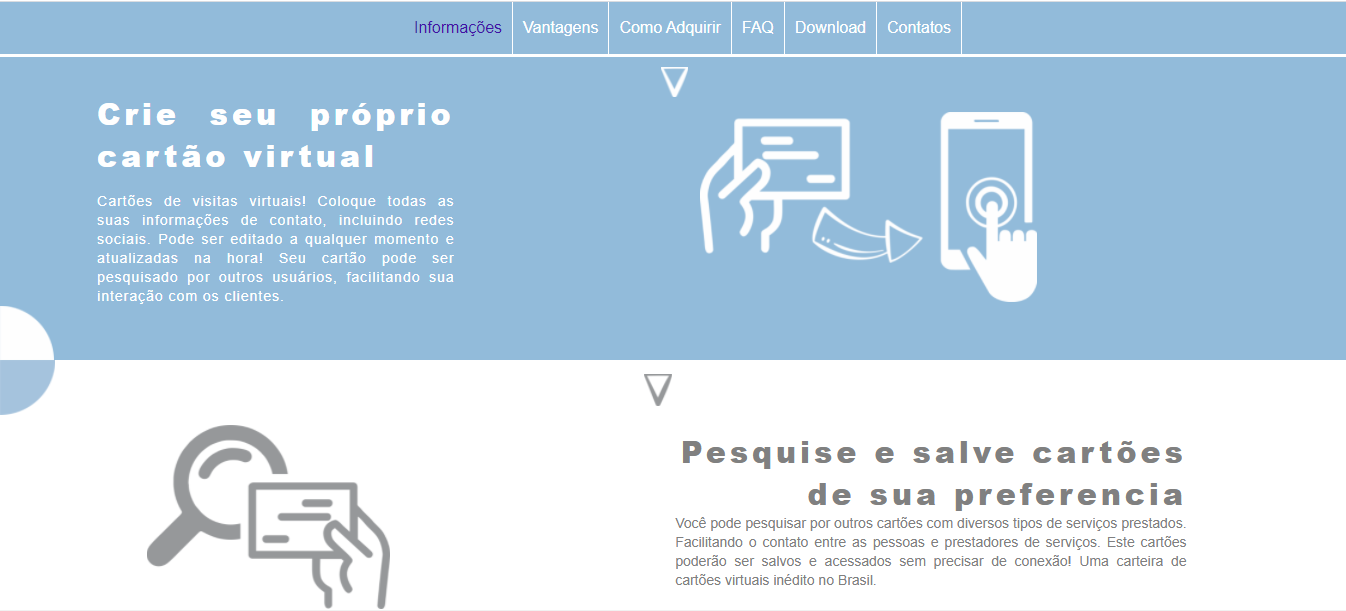 Informações Vantagens Como Adquirir FAQ Download Contatos
Crie seu próprio
cartão virtual
Cartões de visitas virtuais! Coloque todas as
suas informações de contato, incluindo redes
sociais. Pode ser editado a qualquer momento e
atualizadas na hora! Seu cartão pode ser
pesquisado por outros usuários, facilitando sua
interação com os clientes.
Pesquise e salve cartões
de sua preferencia
Você pode pesquisar por outros cartões com diversos tipos de serviços prestados.
Facilitando o contato entre as pessoas e prestadores de serviços. Este cartões
poderão ser salvos e acessados sem precisar de conexão! Uma carteira de
cartões virtuais inédito no Brasil.